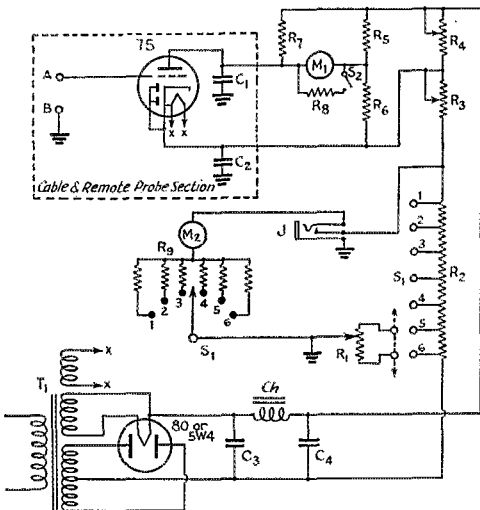 75
A
B
C₁
C₂
x x
Cable & Remote Probe Section
R₇
M₁
S₂
R₈
R₅
R₆
R₄
R₃
J
M₂
R₉
1
2
3
4
5
6
S₁
R₁
1
2
3
S₁
4
5
6
R₂
T₁
x
x
80 or
5W4
Ch
C₃
C₄